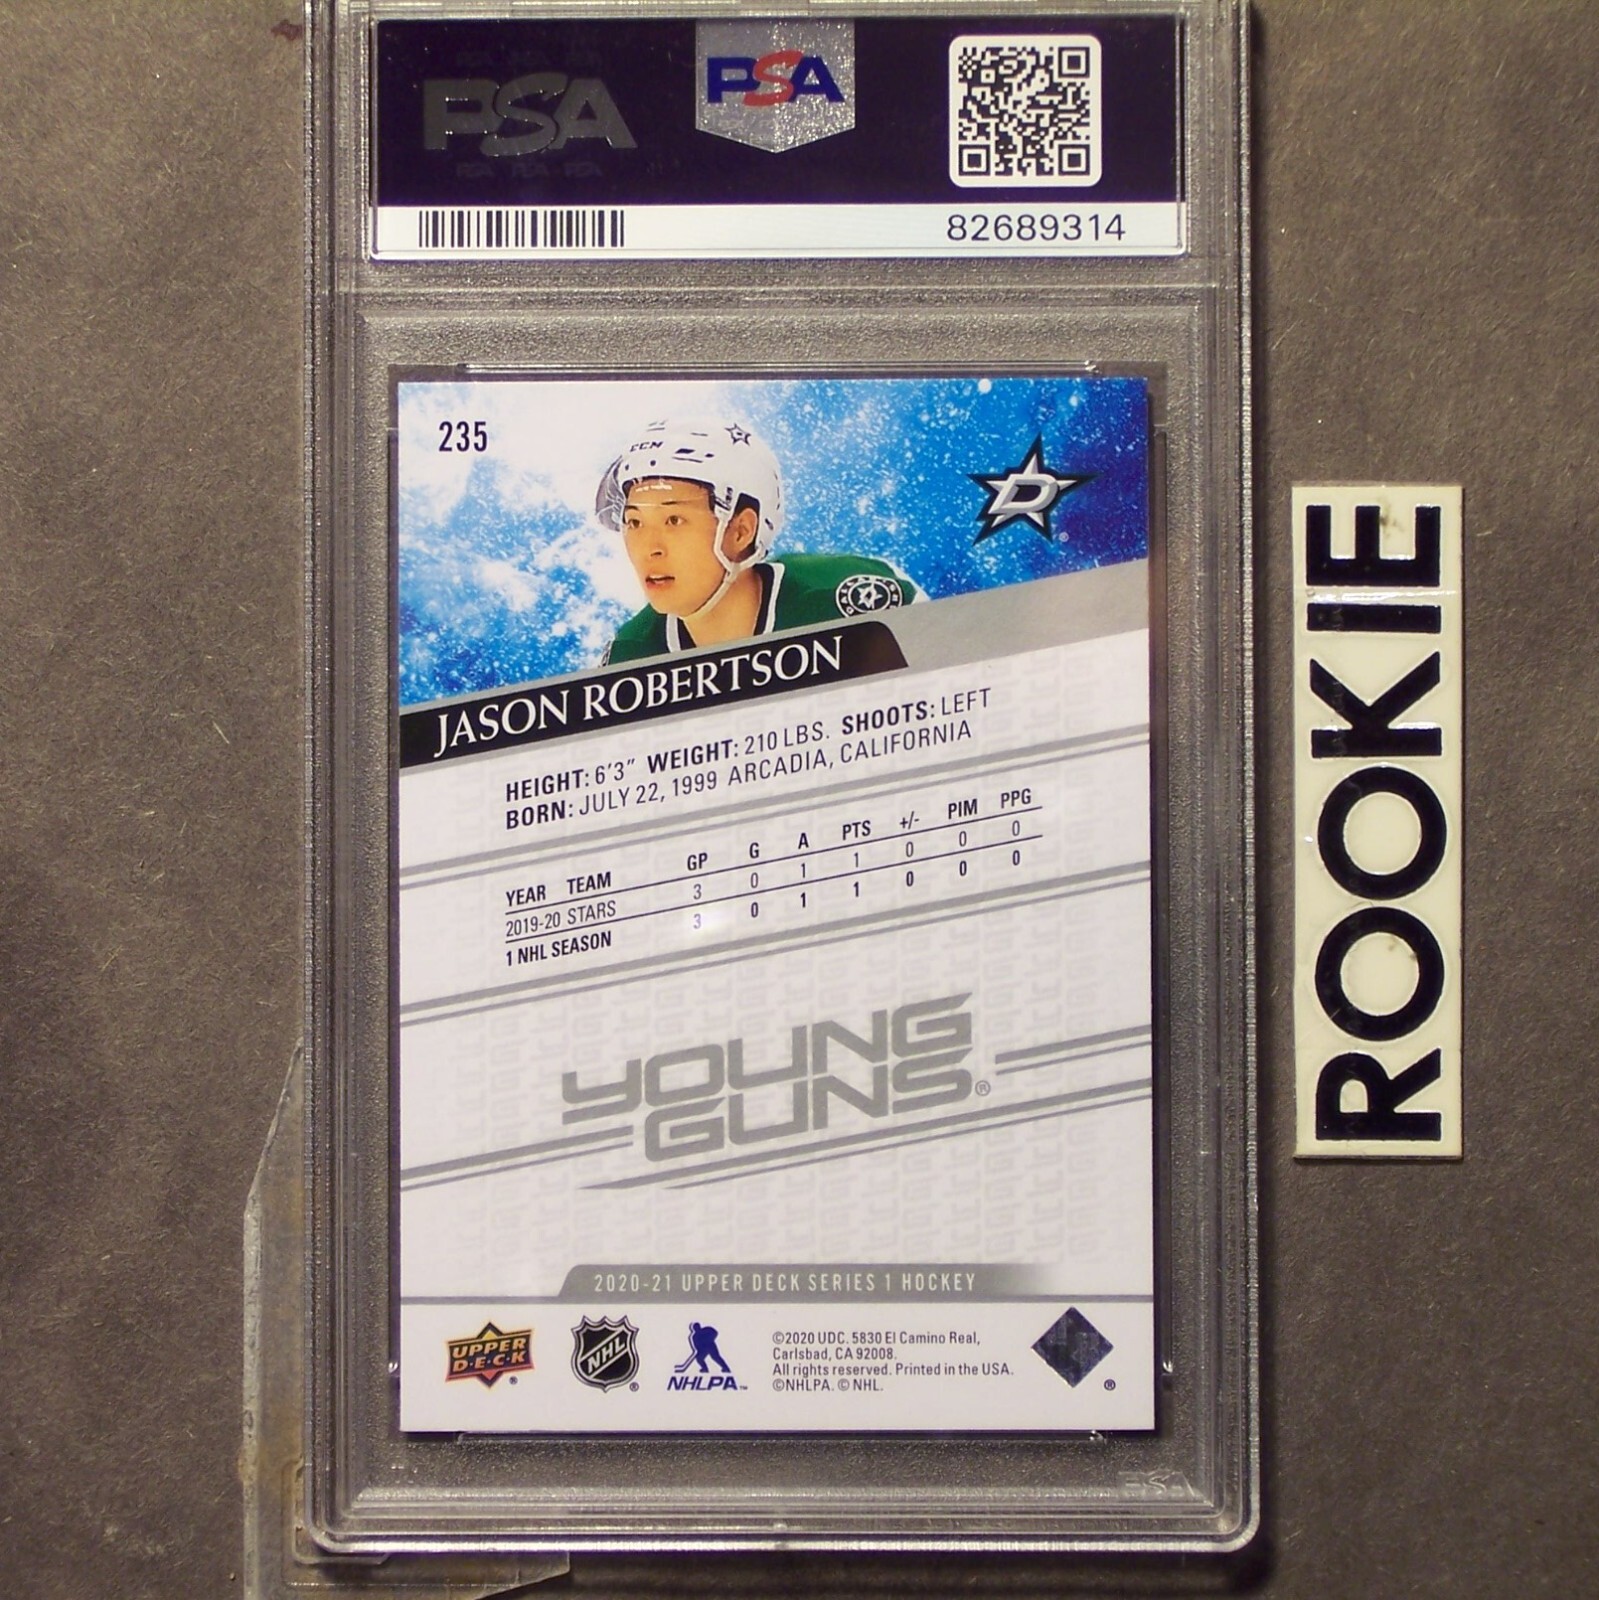 PSA
PSA
82689314
235
CCM
JASON ROBERTSON
HEIGHT: 6'3" WEIGHT: 210 LBS. SHOOTS: LEFT
BORN: JULY 22, 1999 ARCADIA, CALIFORNIA
YEAR TEAM GP G A PTS +/- PIM PPG
2019-20 STARS 3 0 1 1 0 0 0
1 NHL SEASON 3 0 1 1 0 0 0
YOUNG
GUNS®
2020-21 UPPER DECK SERIES 1 HOCKEY
UPPER
D·E·C·K
®
NHL
®
NHLPA™
©2020 UDC. 5830 El Camino Real,
Carlsbad, CA 92008.
All rights reserved. Printed in the USA.
©NHLPA. © NHL.
®
PSA
ROOKIE